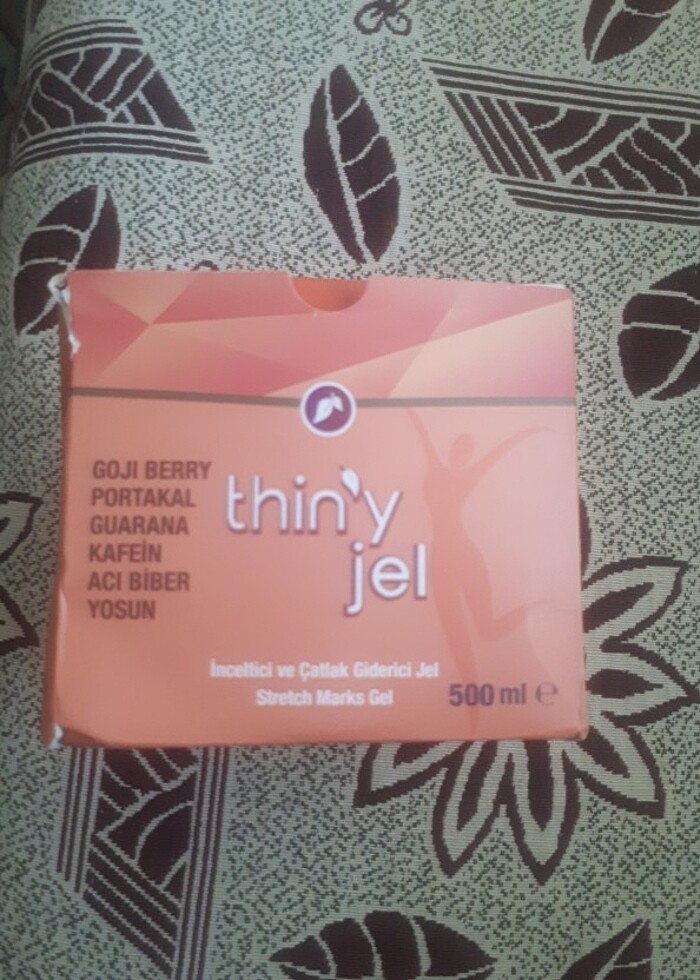 GOJI BERRY
PORTAKAL
GUARANA
KAFEİN
ACI BİBER
YOSUN
thin'y
jel
İnceltici ve Çatlak Giderici Jel
Stretch Marks Gel
500 ml ℮